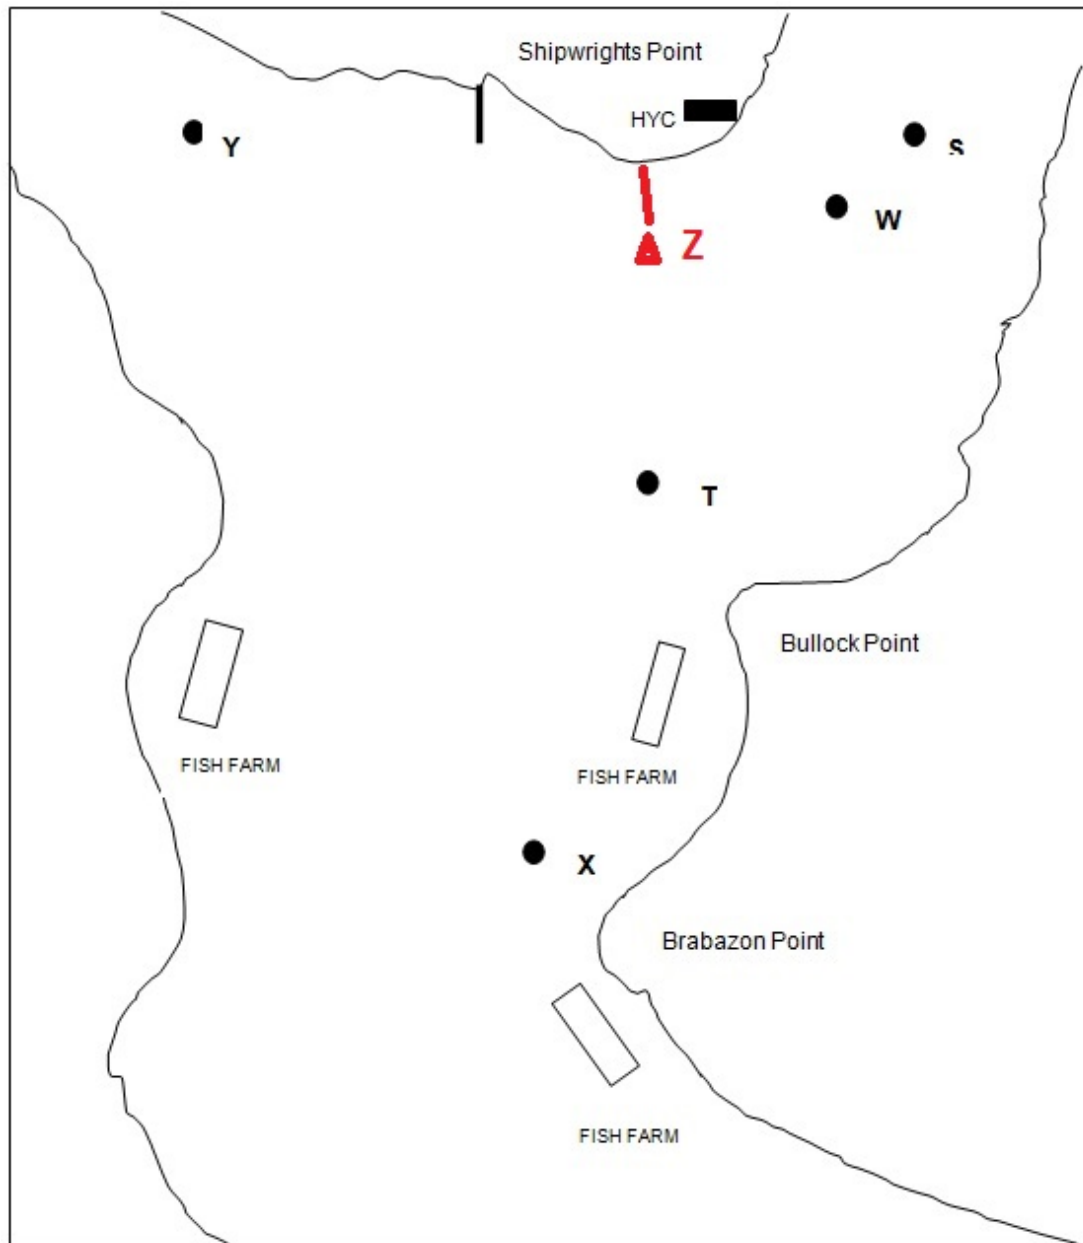 Shipwrights Point
HYC
Y
S
W
Z
T
Bullock Point
FISH FARM
FISH FARM
X
Brabazon Point
FISH FARM